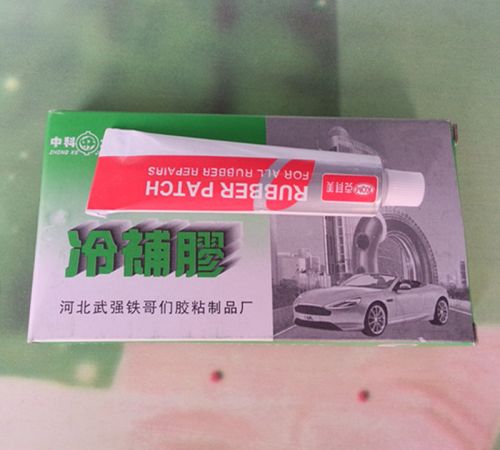 中科
ZHONG KE
RUBBER PATCH
FOR ALL RUBBER REPAIRS
冷補膠
河北武强铁哥们胶粘制品厂